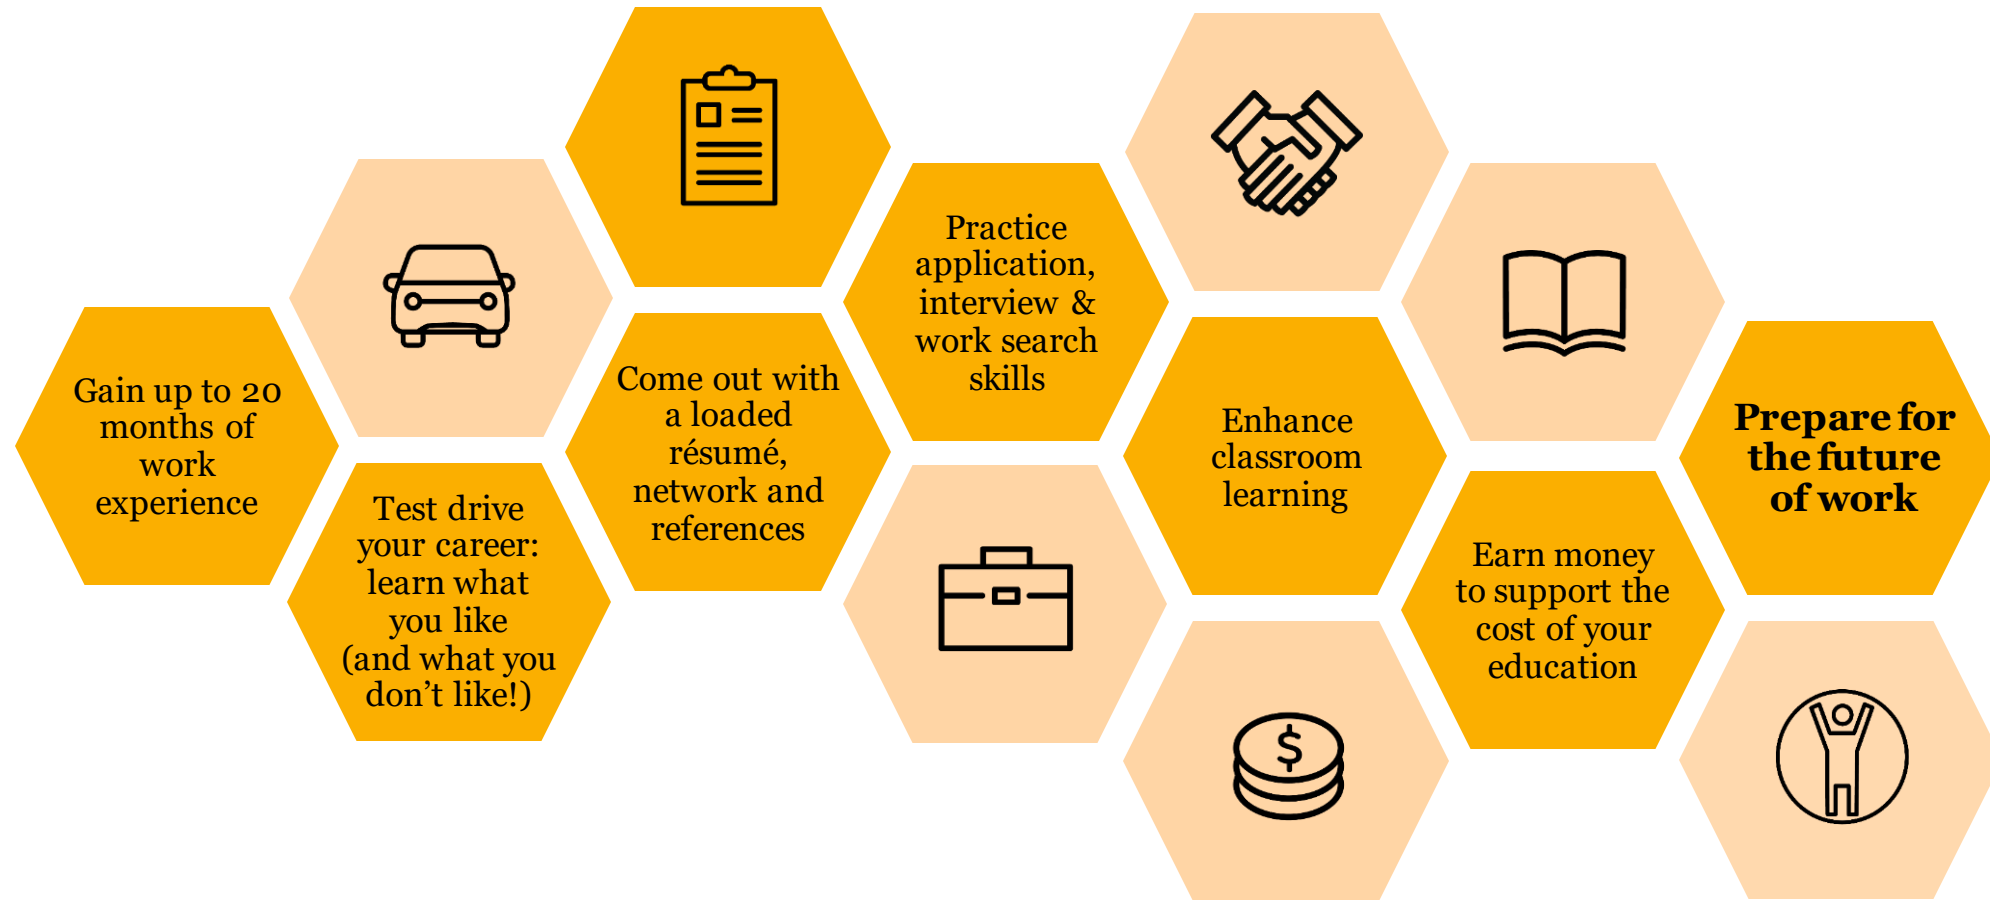 Gain up to 20
months of
work
experience
Test drive
your career:
learn what
you like
(and what you
don’t like!)
Come out with
a loaded
résumé,
network and
references
Practice
application,
interview &
work search
skills
Enhance
classroom
learning
$
Earn money
to support the
cost of your
education
Prepare for
the future
of work